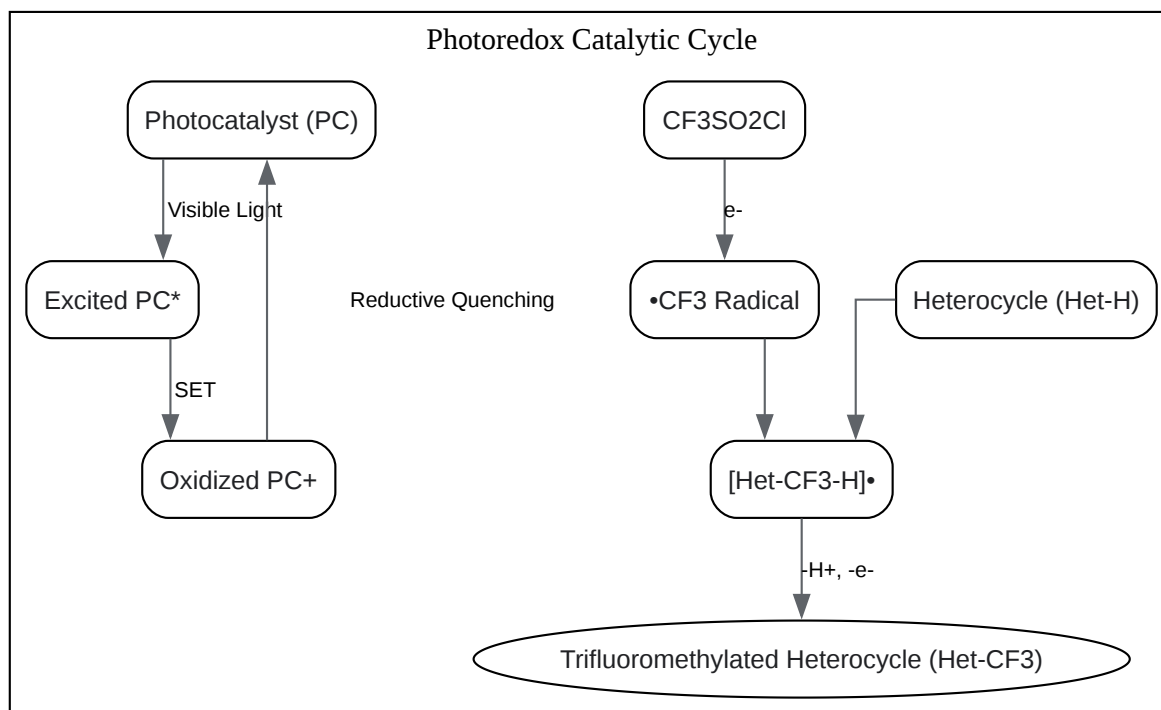 Photoredox Catalytic Cycle
Photocatalyst (PC)
CF3SO2Cl
Visible Light
e-
Excited PC*
Reductive Quenching
•CF3 Radical
Heterocycle (Het-H)
SET
Oxidized PC+
[Het-CF3-H]•
-H+, -e-
Trifluoromethylated Heterocycle (Het-CF3)